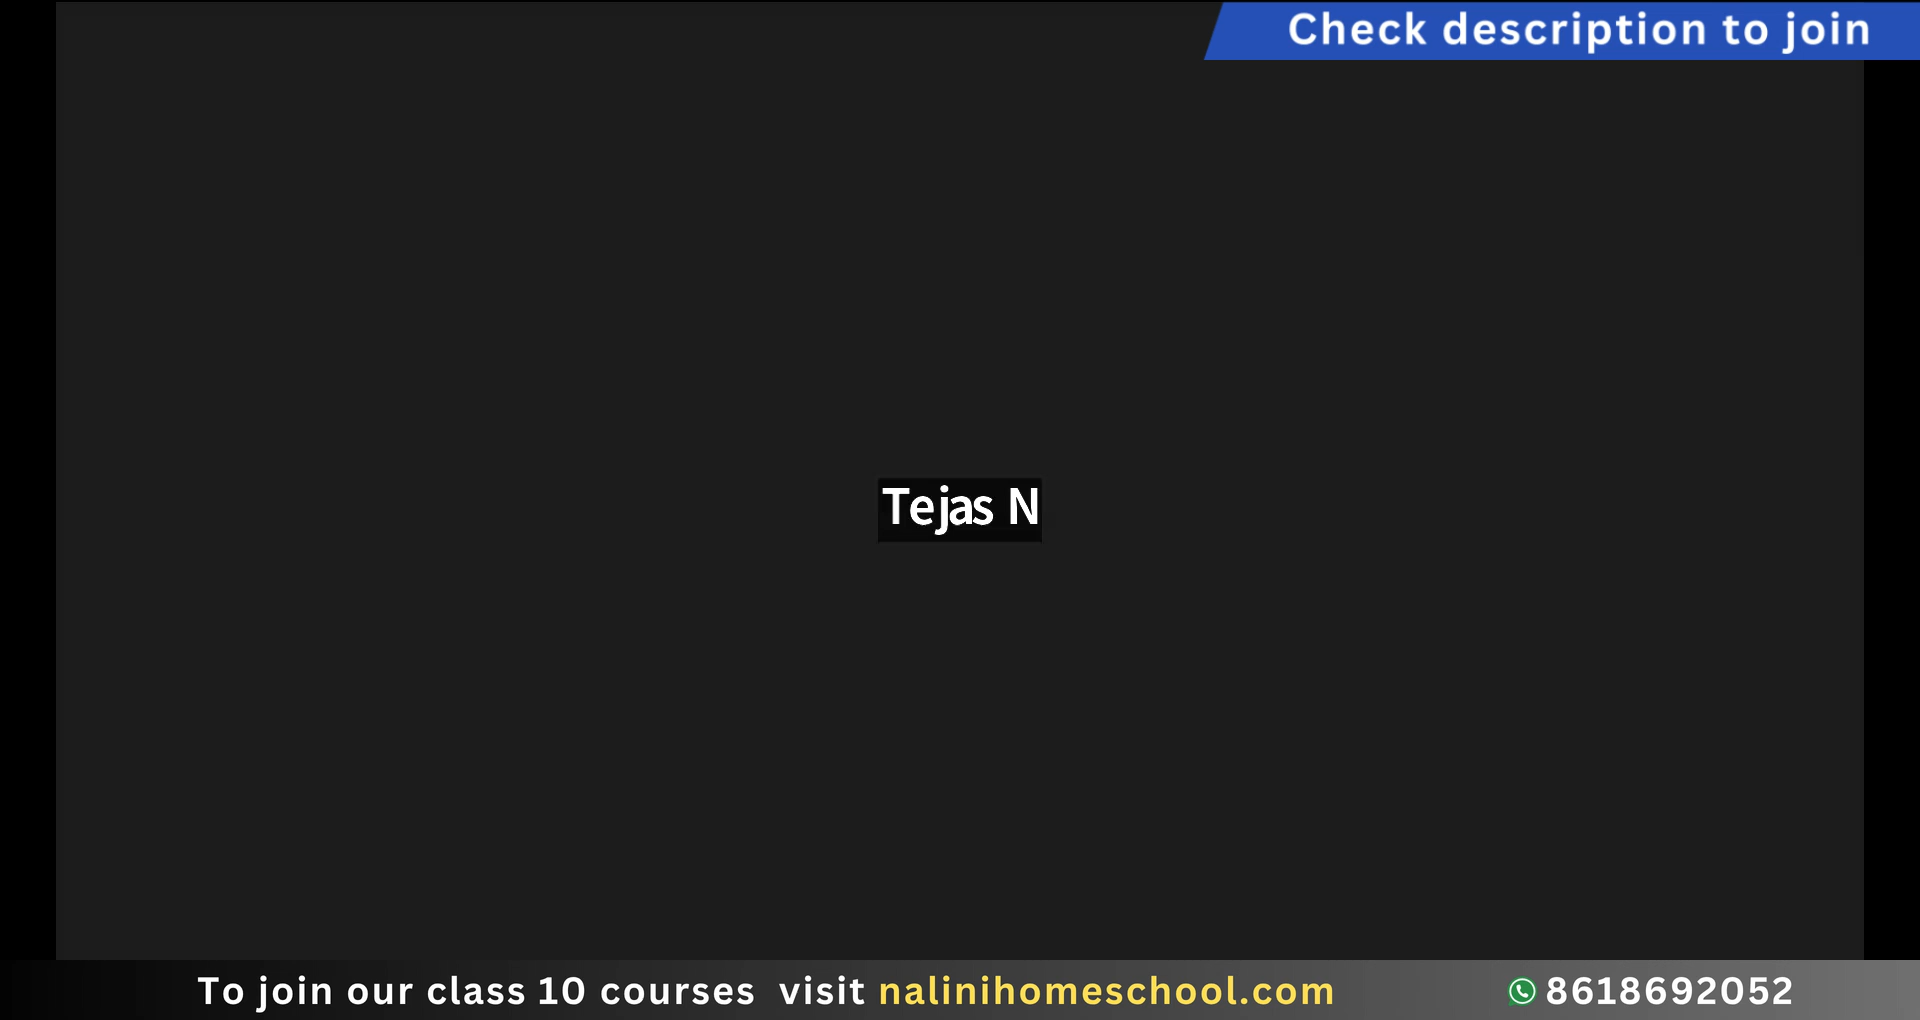 Check description to join
Tejas N
To join our class 10 courses visit nalinihomeschool.com
8618692052